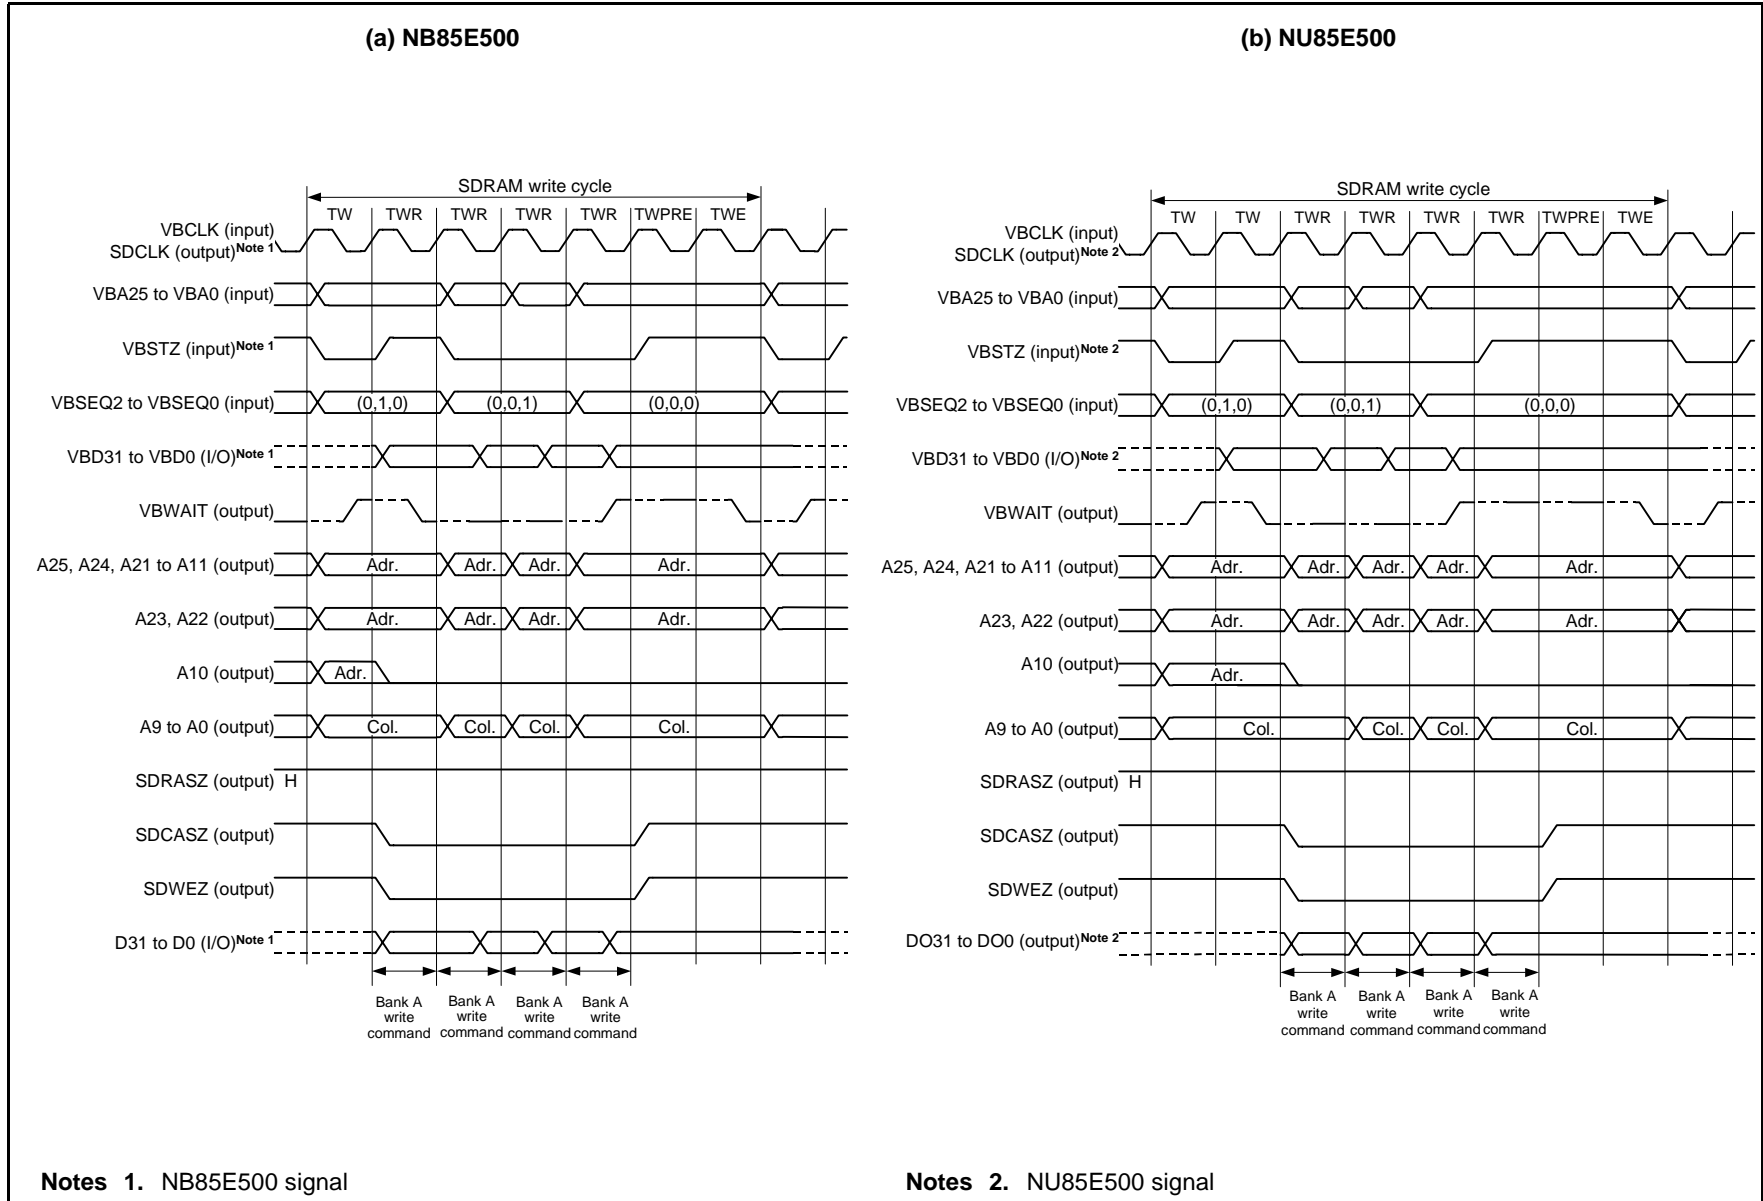 (a) NB85E500
SDRAM write cycle
TW TWR TWR TWR TWR TWPRE TWE
VBCLK (input)
SDCLK (output)Note 1
VBA25 to VBA0 (input)
VBSTZ (input)Note 1
VBSEQ2 to VBSEQ0 (input) (0,1,0) (0,0,1) (0,0,0)
VBD31 to VBD0 (I/O)Note 1
VBWAIT (output)
A25, A24, A21 to A11 (output) Adr. Adr. Adr. Adr.
A23, A22 (output) Adr. Adr. Adr. Adr.
A10 (output) Adr.
A9 to A0 (output) Col. Col. Col. Col.
SDRASZ (output) H
SDCASZ (output)
SDWEZ (output)
D31 to D0 (I/O)Note 1
Bank A Bank A Bank A Bank A
write write write write
command command command command
Notes 1. NB85E500 signal
(b) NU85E500
SDRAM write cycle
TW TW TWR TWR TWR TWR TWPRE TWE
VBCLK (input)
SDCLK (output)Note 2
VBA25 to VBA0 (input)
VBSTZ (input)Note 2
VBSEQ2 to VBSEQ0 (input) (0,1,0) (0,0,1) (0,0,0)
VBD31 to VBD0 (I/O)Note 2
VBWAIT (output)
A25, A24, A21 to A11 (output) Adr. Adr. Adr. Adr. Adr.
A23, A22 (output) Adr. Adr. Adr. Adr. Adr.
A10 (output) Adr.
A9 to A0 (output) Col. Col. Col. Col.
SDRASZ (output) H
SDCASZ (output)
SDWEZ (output)
DO31 to DO0 (output)Note 2
Bank A Bank A Bank A Bank A
write write write write
command command command command
Notes 2. NU85E500 signal